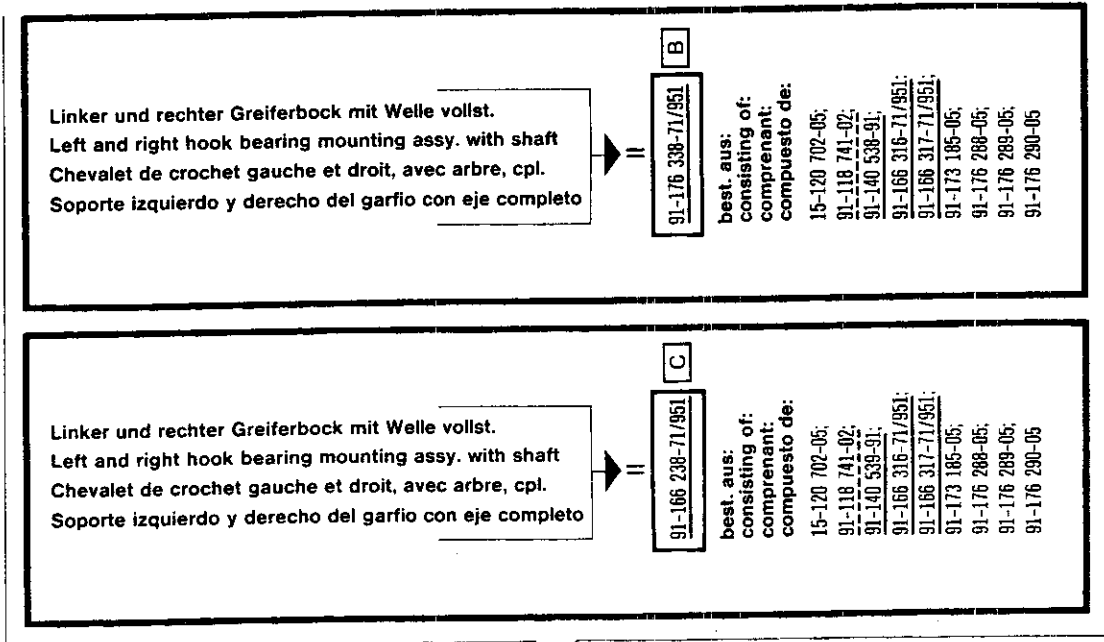 Linker und rechter Greiferbock mit Welle vollst.
Left and right hook bearing mounting assy. with shaft
Chevalet de crochet gauche et droit, avec arbre, cpl.
Soporte izquierdo y derecho del garfio con eje completo
=
91-176 338-71/951
B
best. aus:
consisting of:
comprenant:
compuesto de:
15-120 702-05;
91-118 741-02;
91-140 538-91;
91-166 316-71/951;
91-166 317-71/951;
91-173 185-05;
91-176 288-05;
91-176 289-05;
91-176 290-05
Linker und rechter Greiferbock mit Welle vollst.
Left and right hook bearing mounting assy. with shaft
Chevalet de crochet gauche et droit, avec arbre, cpl.
Soporte izquierdo y derecho del garfio con eje completo
=
91-166 238-71/951
C
best. aus:
consisting of:
comprenant:
compuesto de:
15-120 702-05;
91-118 741-02;
91-140 539-91;
91-166 316-71/951;
91-166 317-71/951;
91-173 185-05;
91-176 288-05;
91-176 289-05;
91-176 290-05